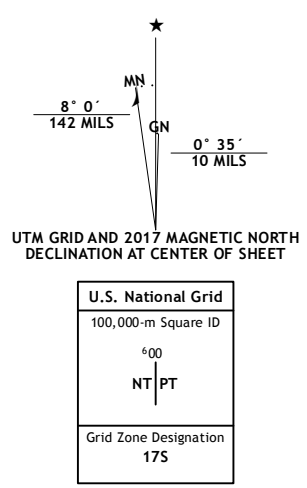 ★
MN
8° 0´
142 MILS
GN
0° 35´
10 MILS
UTM GRID AND 2017 MAGNETIC NORTH
DECLINATION AT CENTER OF SHEET
U.S. National Grid
100,000-m Square ID
⁶00
NT PT
Grid Zone Designation
17S